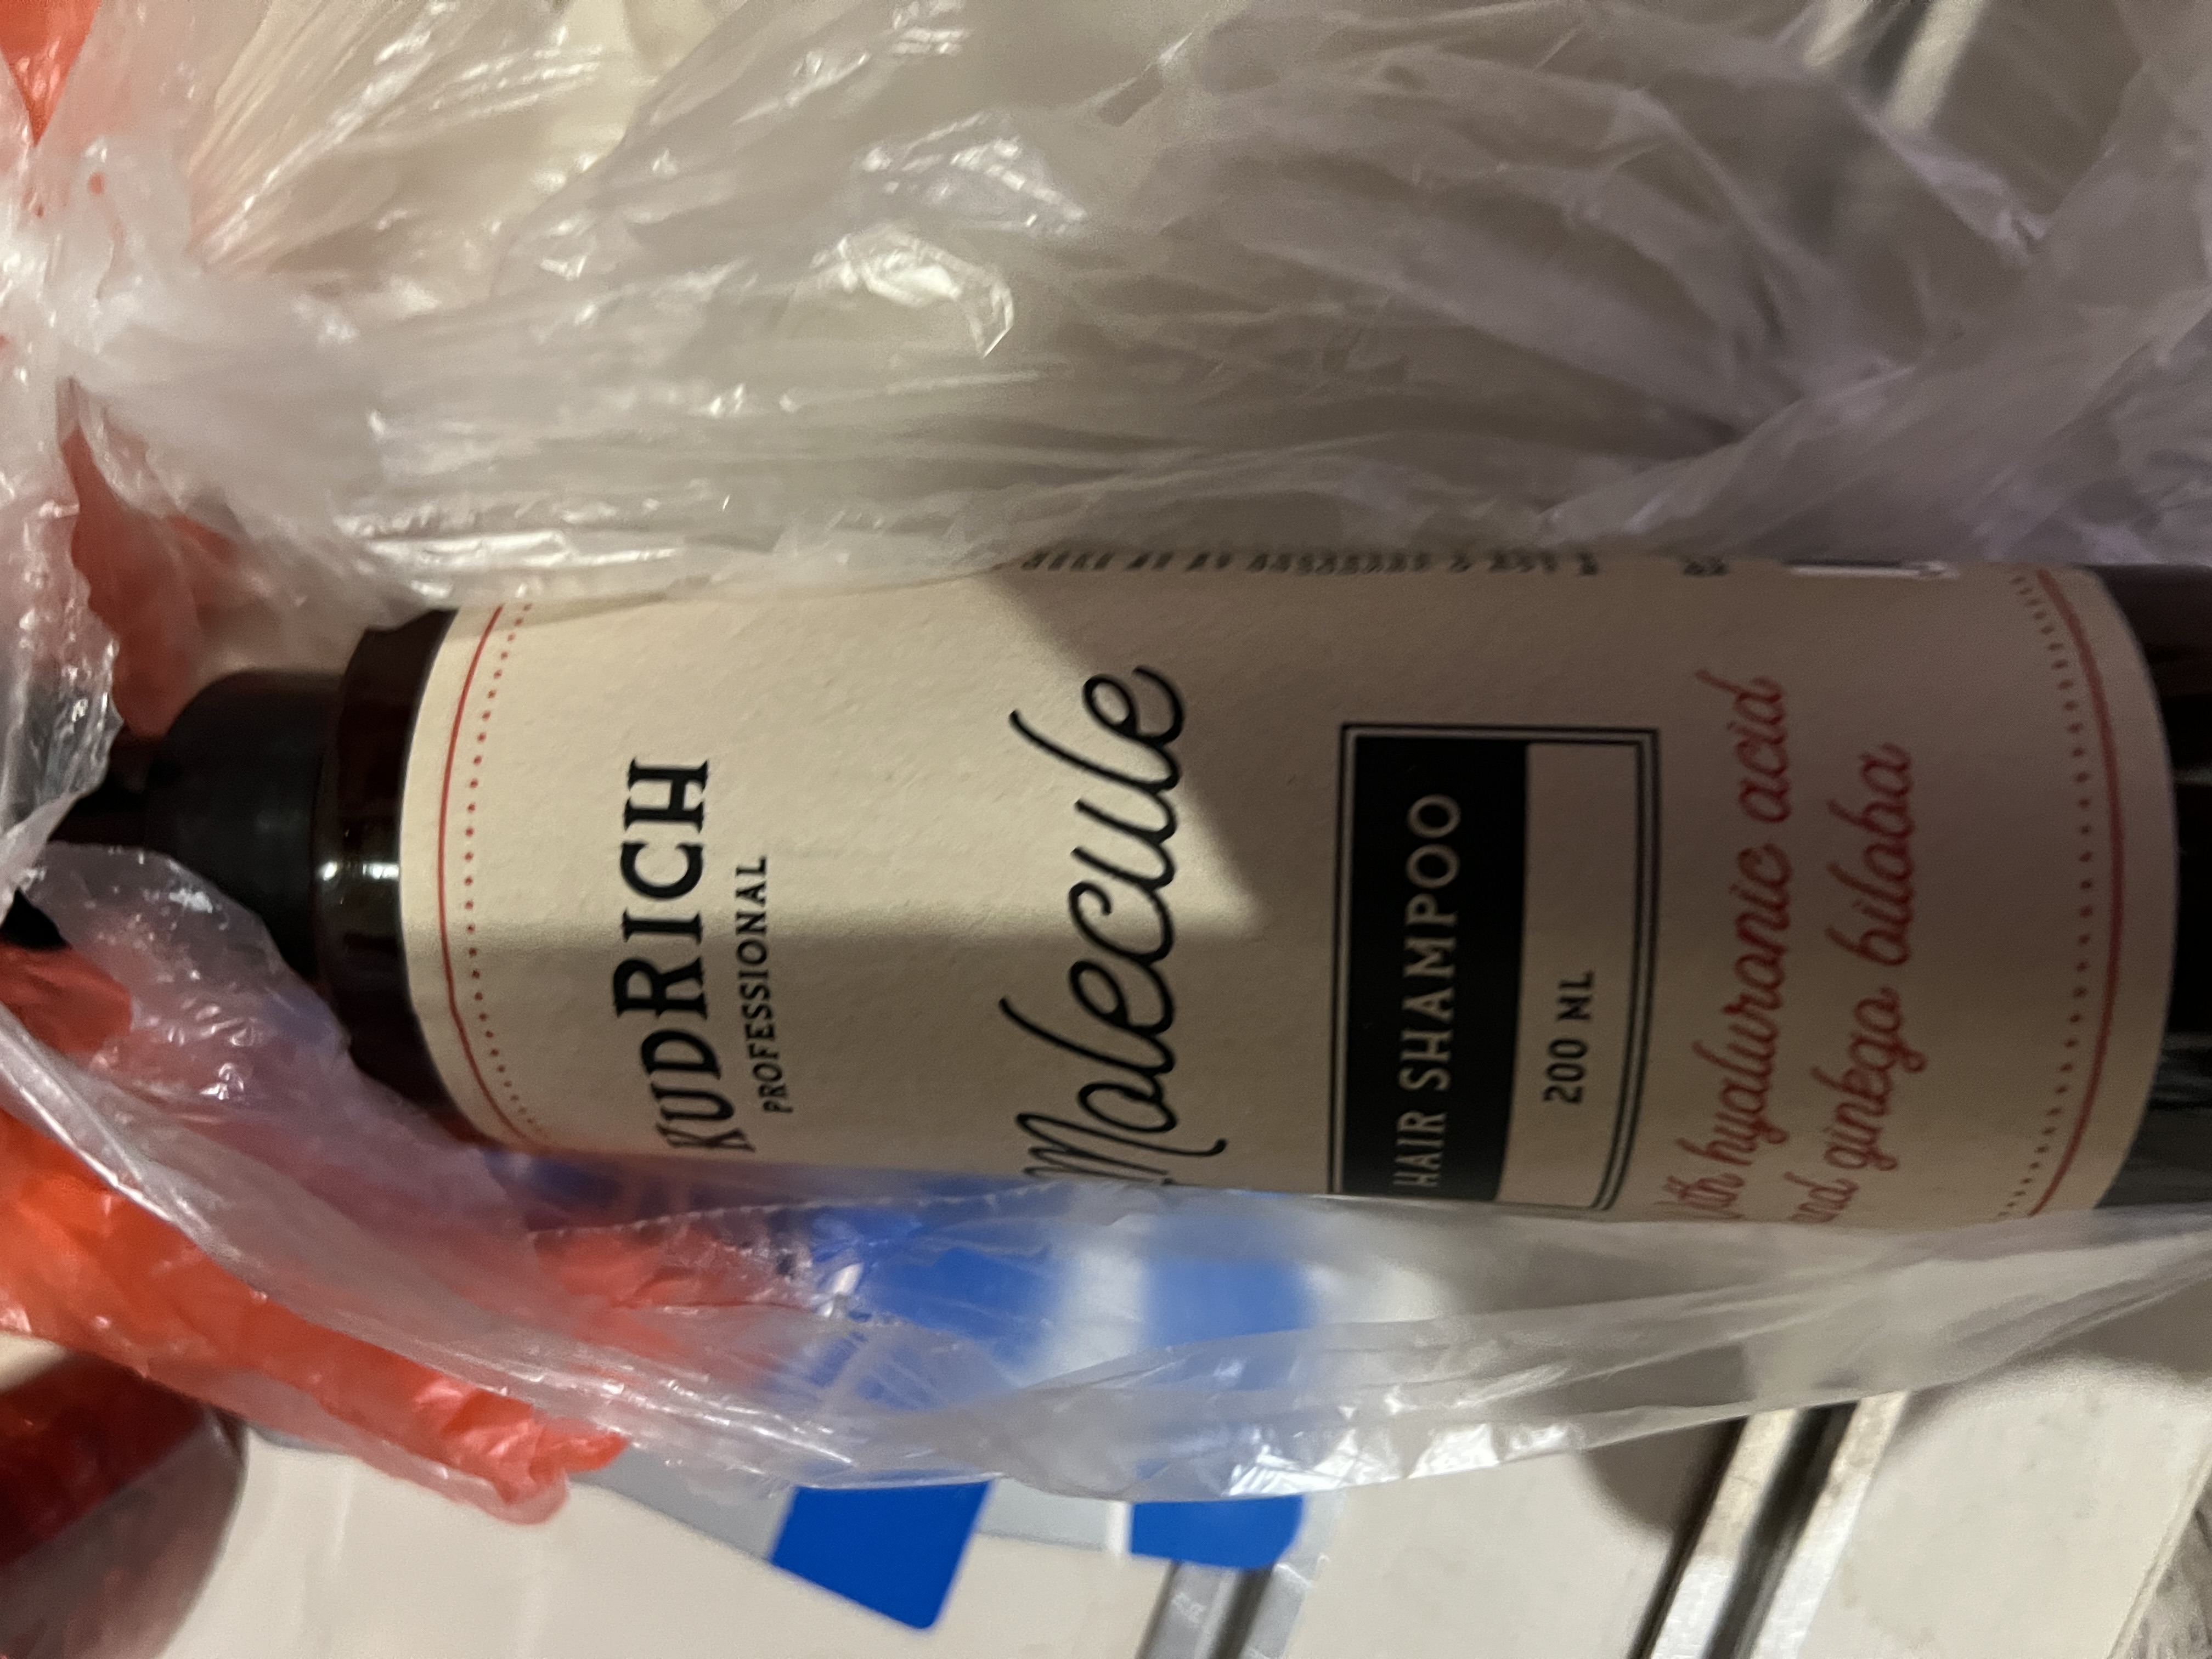 KUDRICH
PROFESSIONAL
Molecule
HAIR SHAMPOO
200 ML
With hyaluronic acid
and ginkgo biloba